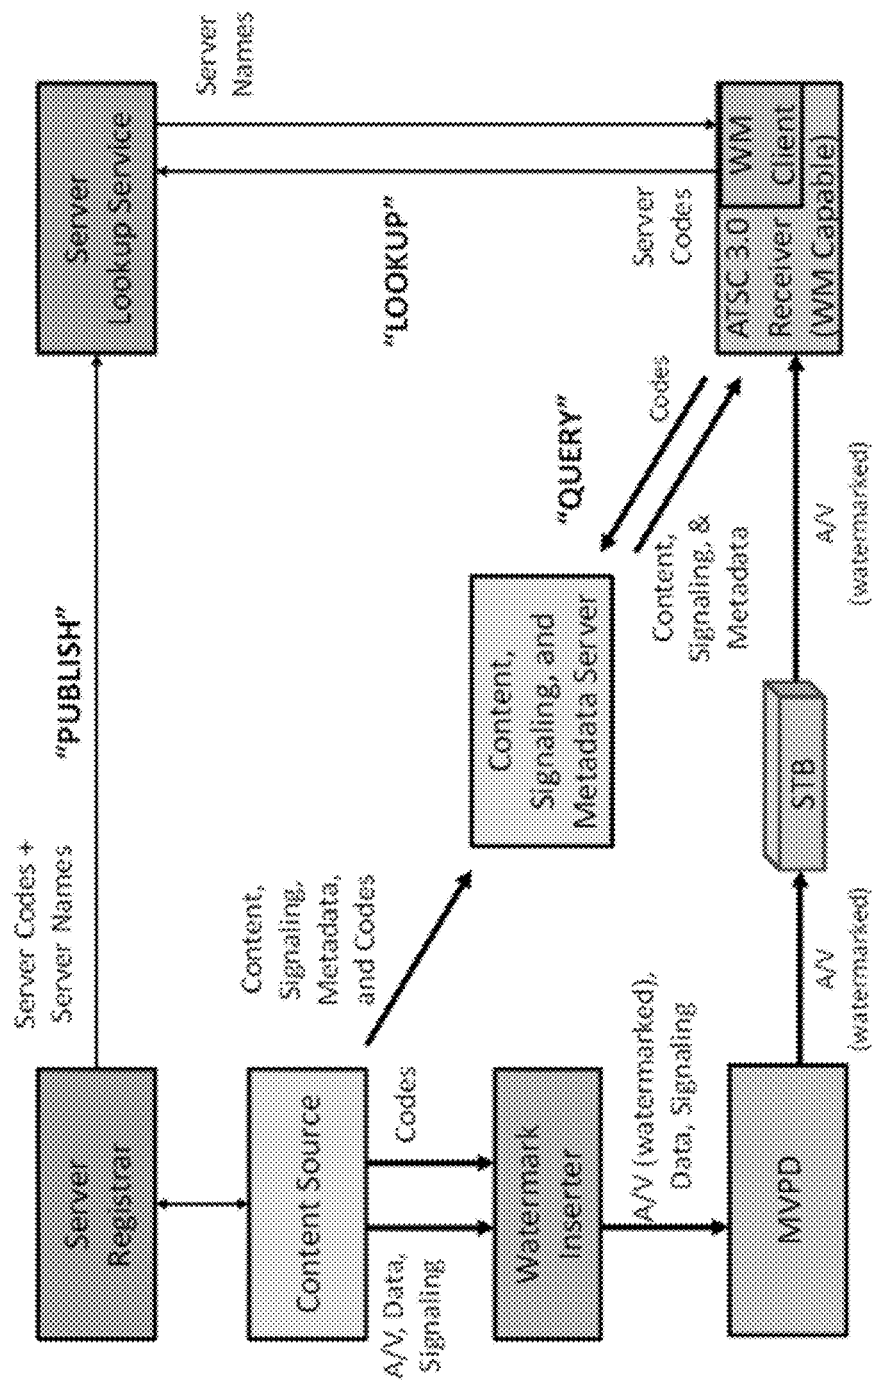 Server Codes +
Server Names
"PUBLISH"
Server
Registrar
Server
Lookup Service
Server
Names
Content,
Signaling,
Metadata,
and Codes
Content Source
"LOOKUP"
A/V, Data,
Signaling
Codes
Content,
Signaling, and
Metadata Server
"QUERY"
Codes
Server
Codes
Watermark
Inserter
Content,
Signaling, &
Metadata
A/V (watermarked),
Data, Signaling
ATSC 3.0
Receiver
(WM Capable)
WM
Client
MVPD
STB
A/V
(watermarked)
A/V
(watermarked)